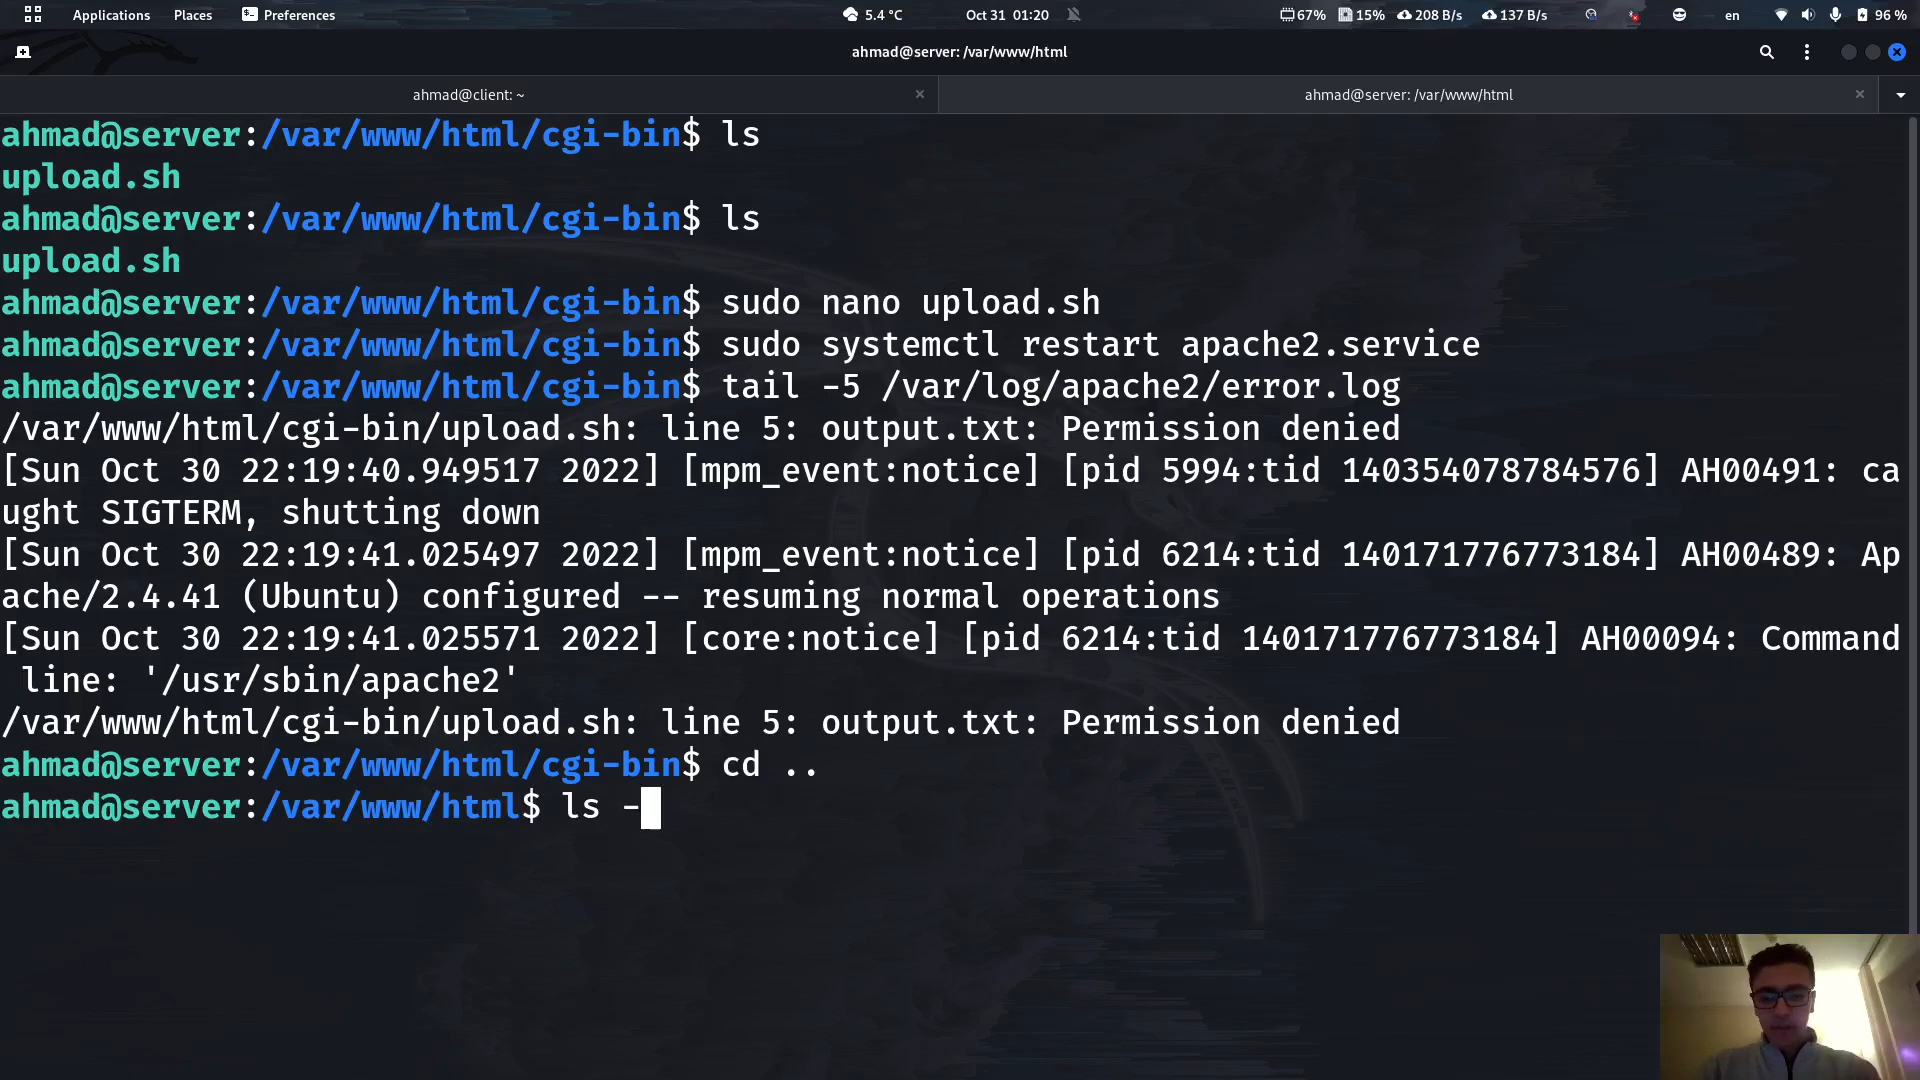 Applications Places Preferences 5.4 °C Oct 31 01:20 67% 15% 208 B/s 137 B/s en 96 %
ahmad@server: /var/www/html
ahmad@client: ~ ahmad@server: /var/www/html
ahmad@server:/var/www/html/cgi-bin$ ls
upload.sh
ahmad@server:/var/www/html/cgi-bin$ ls
upload.sh
ahmad@server:/var/www/html/cgi-bin$ sudo nano upload.sh
ahmad@server:/var/www/html/cgi-bin$ sudo systemctl restart apache2.service
ahmad@server:/var/www/html/cgi-bin$ tail -5 /var/log/apache2/error.log
/var/www/html/cgi-bin/upload.sh: line 5: output.txt: Permission denied
[Sun Oct 30 22:19:40.949517 2022] [mpm_event:notice] [pid 5994:tid 140354078784576] AH00491: ca
ught SIGTERM, shutting down
[Sun Oct 30 22:19:41.025497 2022] [mpm_event:notice] [pid 6214:tid 140171776773184] AH00489: Ap
ache/2.4.41 (Ubuntu) configured -- resuming normal operations
[Sun Oct 30 22:19:41.025571 2022] [core:notice] [pid 6214:tid 140171776773184] AH00094: Command
 line: '/usr/sbin/apache2'
/var/www/html/cgi-bin/upload.sh: line 5: output.txt: Permission denied
ahmad@server:/var/www/html/cgi-bin$ cd ..
ahmad@server:/var/www/html$ ls -